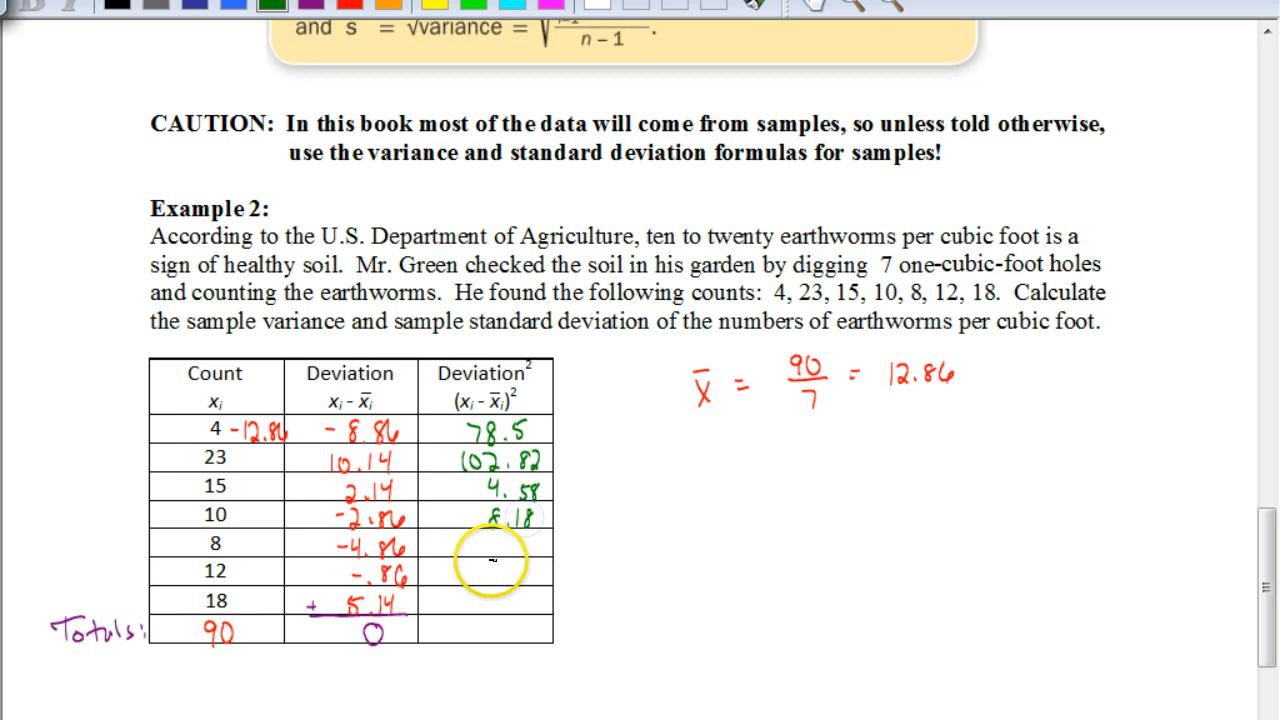 and s = √variance = √ n – 1 .
CAUTION: In this book most of the data will come from samples, so unless told otherwise,
use the variance and standard deviation formulas for samples!
Example 2:
According to the U.S. Department of Agriculture, ten to twenty earthworms per cubic foot is a
sign of healthy soil. Mr. Green checked the soil in his garden by digging 7 one-cubic-foot holes
and counting the earthworms. He found the following counts: 4, 23, 15, 10, 8, 12, 18. Calculate
the sample variance and sample standard deviation of the numbers of earthworms per cubic foot.
x̄ = 90/7 = 12.86
Count Deviation Deviation²
xᵢ xᵢ - x̄ᵢ (xᵢ - x̄ᵢ)²
4 -12.86 -8.86 78.5
23 10.14 102.82
15 2.14 4.58
10 -2.86 8.18
8 -4.86
12 -.86
18 + 5.14
Totals: 90 0